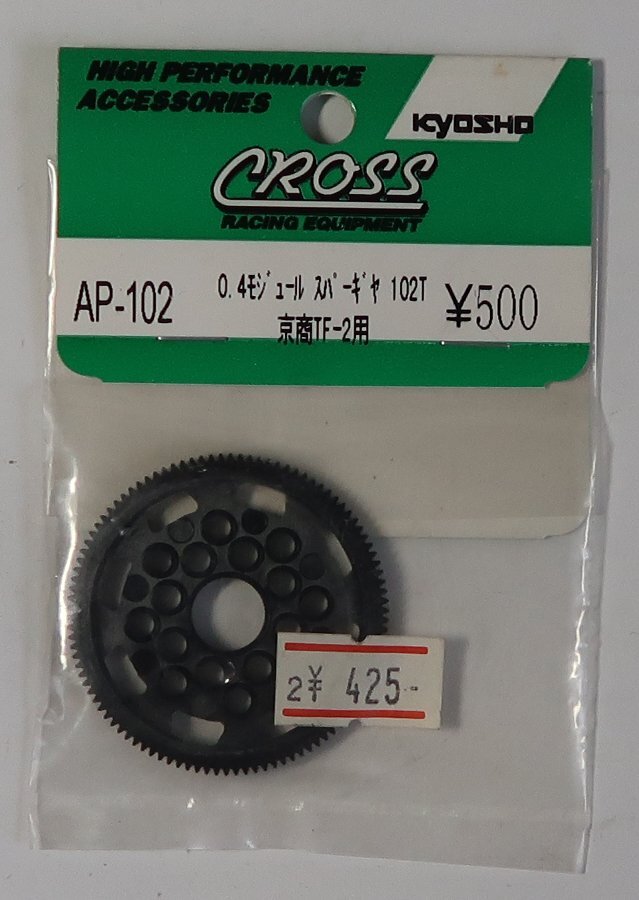 HIGH PERFORMANCE
ACCESSORIES
KYOSHO
CROSS
RACING EQUIPMENT
AP-102
0.4ﾓｼﾞｭｰﾙ ｽﾊﾟｰｷﾞﾔ 102T
京商TF-2用
¥500
2¥ 425-